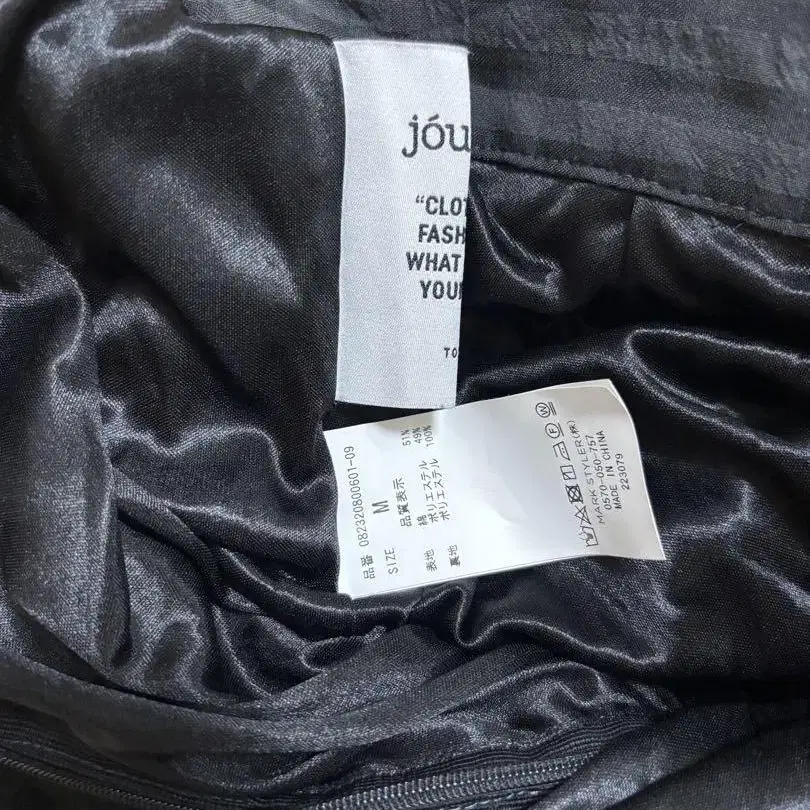 jóu
“CLOT
FASH
WHAT
YOU
TO
品番 082320800601-09
SIZE M
品質表示
表地 綿 51%
ポリエステル 49%
裏地 ポリエステル 100%
MARK STYLER(株)
0570-050-757
MADE IN CHINA
223079